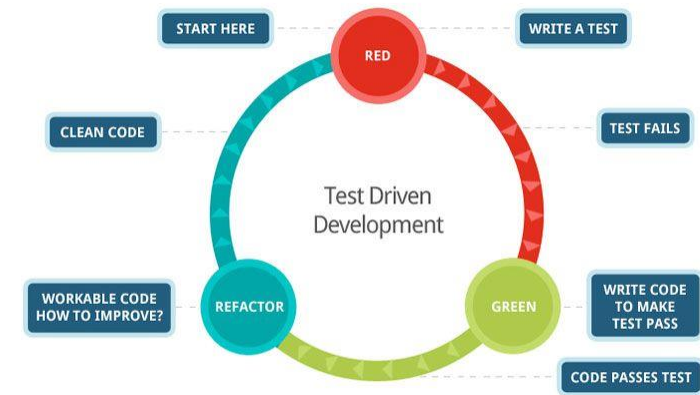 START HERE
RED
WRITE A TEST
CLEAN CODE
TEST FAILS
Test Driven
Development
WORKABLE CODE
HOW TO IMPROVE?
REFACTOR
GREEN
WRITE CODE
TO MAKE
TEST PASS
CODE PASSES TEST